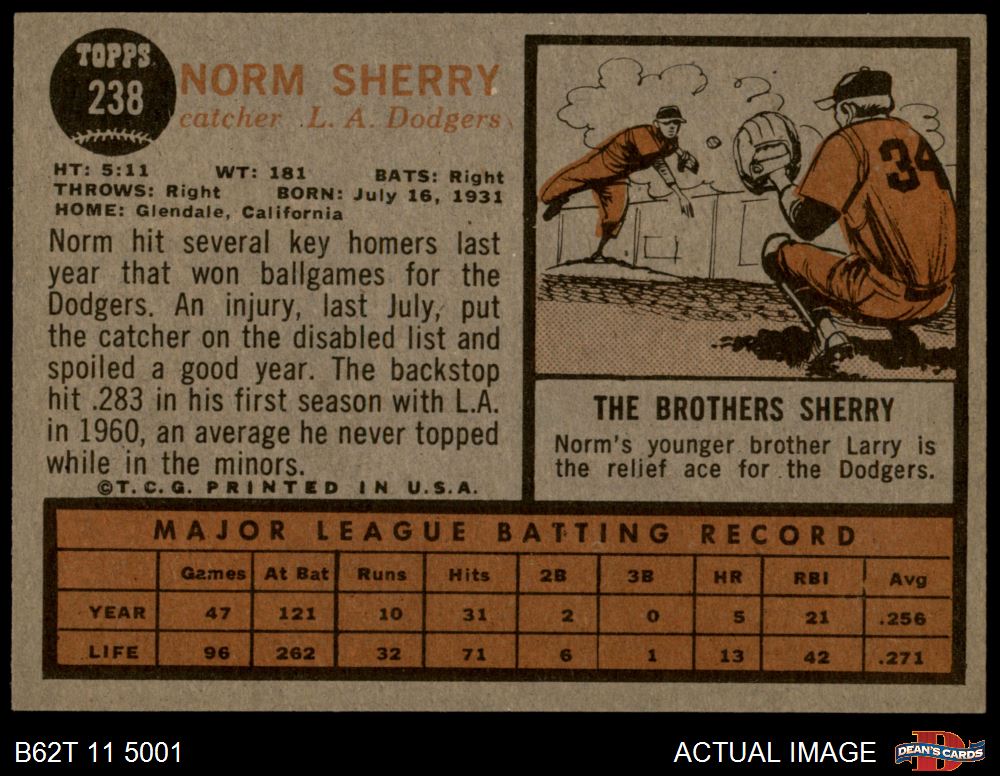 TOPPS
238
NORM SHERRY
catcher L. A. Dodgers
HT: 5:11 WT: 181 BATS: Right
THROWS: Right BORN: July 16, 1931
HOME: Glendale, California
Norm hit several key homers last
year that won ballgames for the
Dodgers. An injury, last July, put
the catcher on the disabled list and
spoiled a good year. The backstop
hit .283 in his first season with L.A.
in 1960, an average he never topped
while in the minors.
©T.C.G. PRINTED IN U.S.A.
34
THE BROTHERS SHERRY
Norm's younger brother Larry is
the relief ace for the Dodgers.
MAJOR LEAGUE BATTING RECORD
Games At Bat Runs Hits 2B 3B HR RBI Avg
YEAR 47 121 10 31 2 0 5 21 .256
LIFE 96 262 32 71 6 1 13 42 .271
B62T 11 5001
ACTUAL IMAGE
DEAN'S CARDS